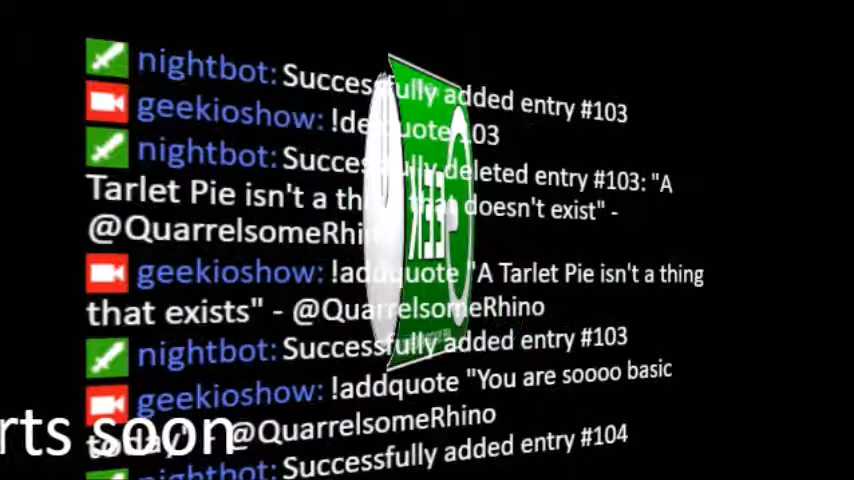 nightbot: Successfully added entry #103
geekioshow: !delquote 103
nightbot: Successfully deleted entry #103: "A
Tarlet Pie isn't a thing that doesn't exist" -
@QuarrelsomeRhino
geekioshow: !addquote "A Tarlet Pie isn't a thing
that exists" - @QuarrelsomeRhino
nightbot: Successfully added entry #103
geekioshow: !addquote "You are soooo basic
today" - @QuarrelsomeRhino
rts soon
nightbot: Successfully added entry #104